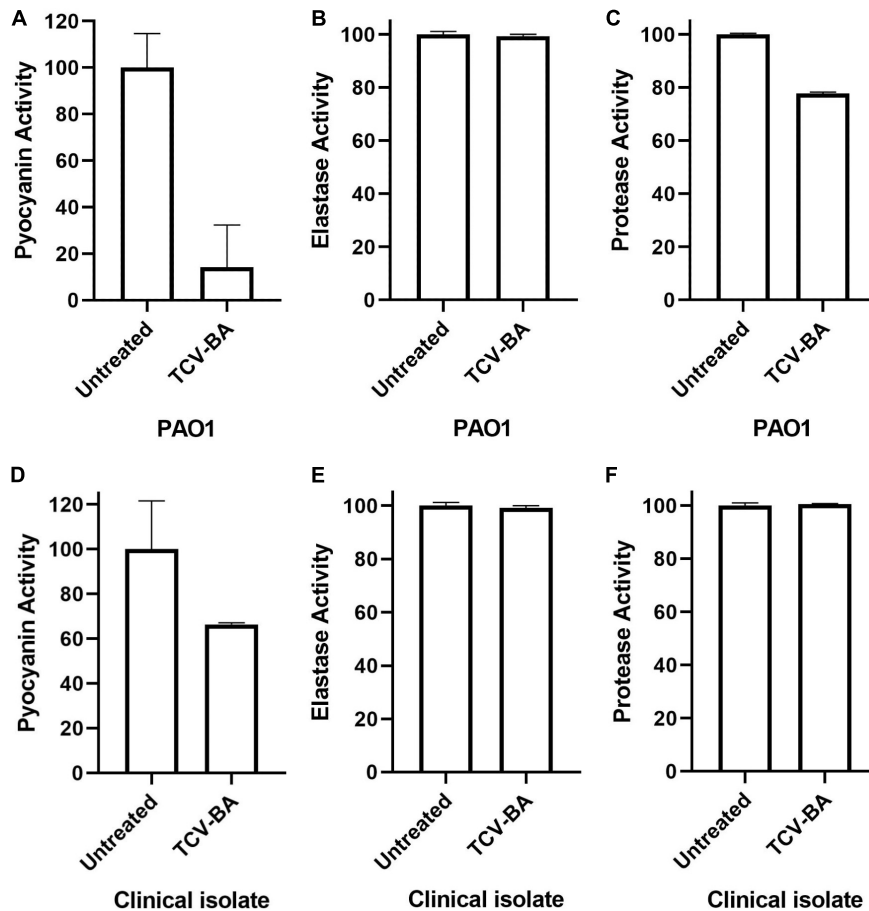 A
Pyocyanin Activity
120
100
80
60
40
20
0
Untreated
TCV-BA
PAO1
B
Elastase Activity
100
80
60
40
20
0
Untreated
TCV-BA
PAO1
C
Protease Activity
100
80
60
40
20
0
Untreated
TCV-BA
PAO1
D
Pyocyanin Activity
120
100
80
60
40
20
0
Untreated
TCV-BA
Clinical isolate
E
Elastase Activity
100
80
60
40
20
0
Untreated
TCV-BA
Clinical isolate
F
Protease Activity
100
80
60
40
20
0
Untreated
TCV-BA
Clinical isolate